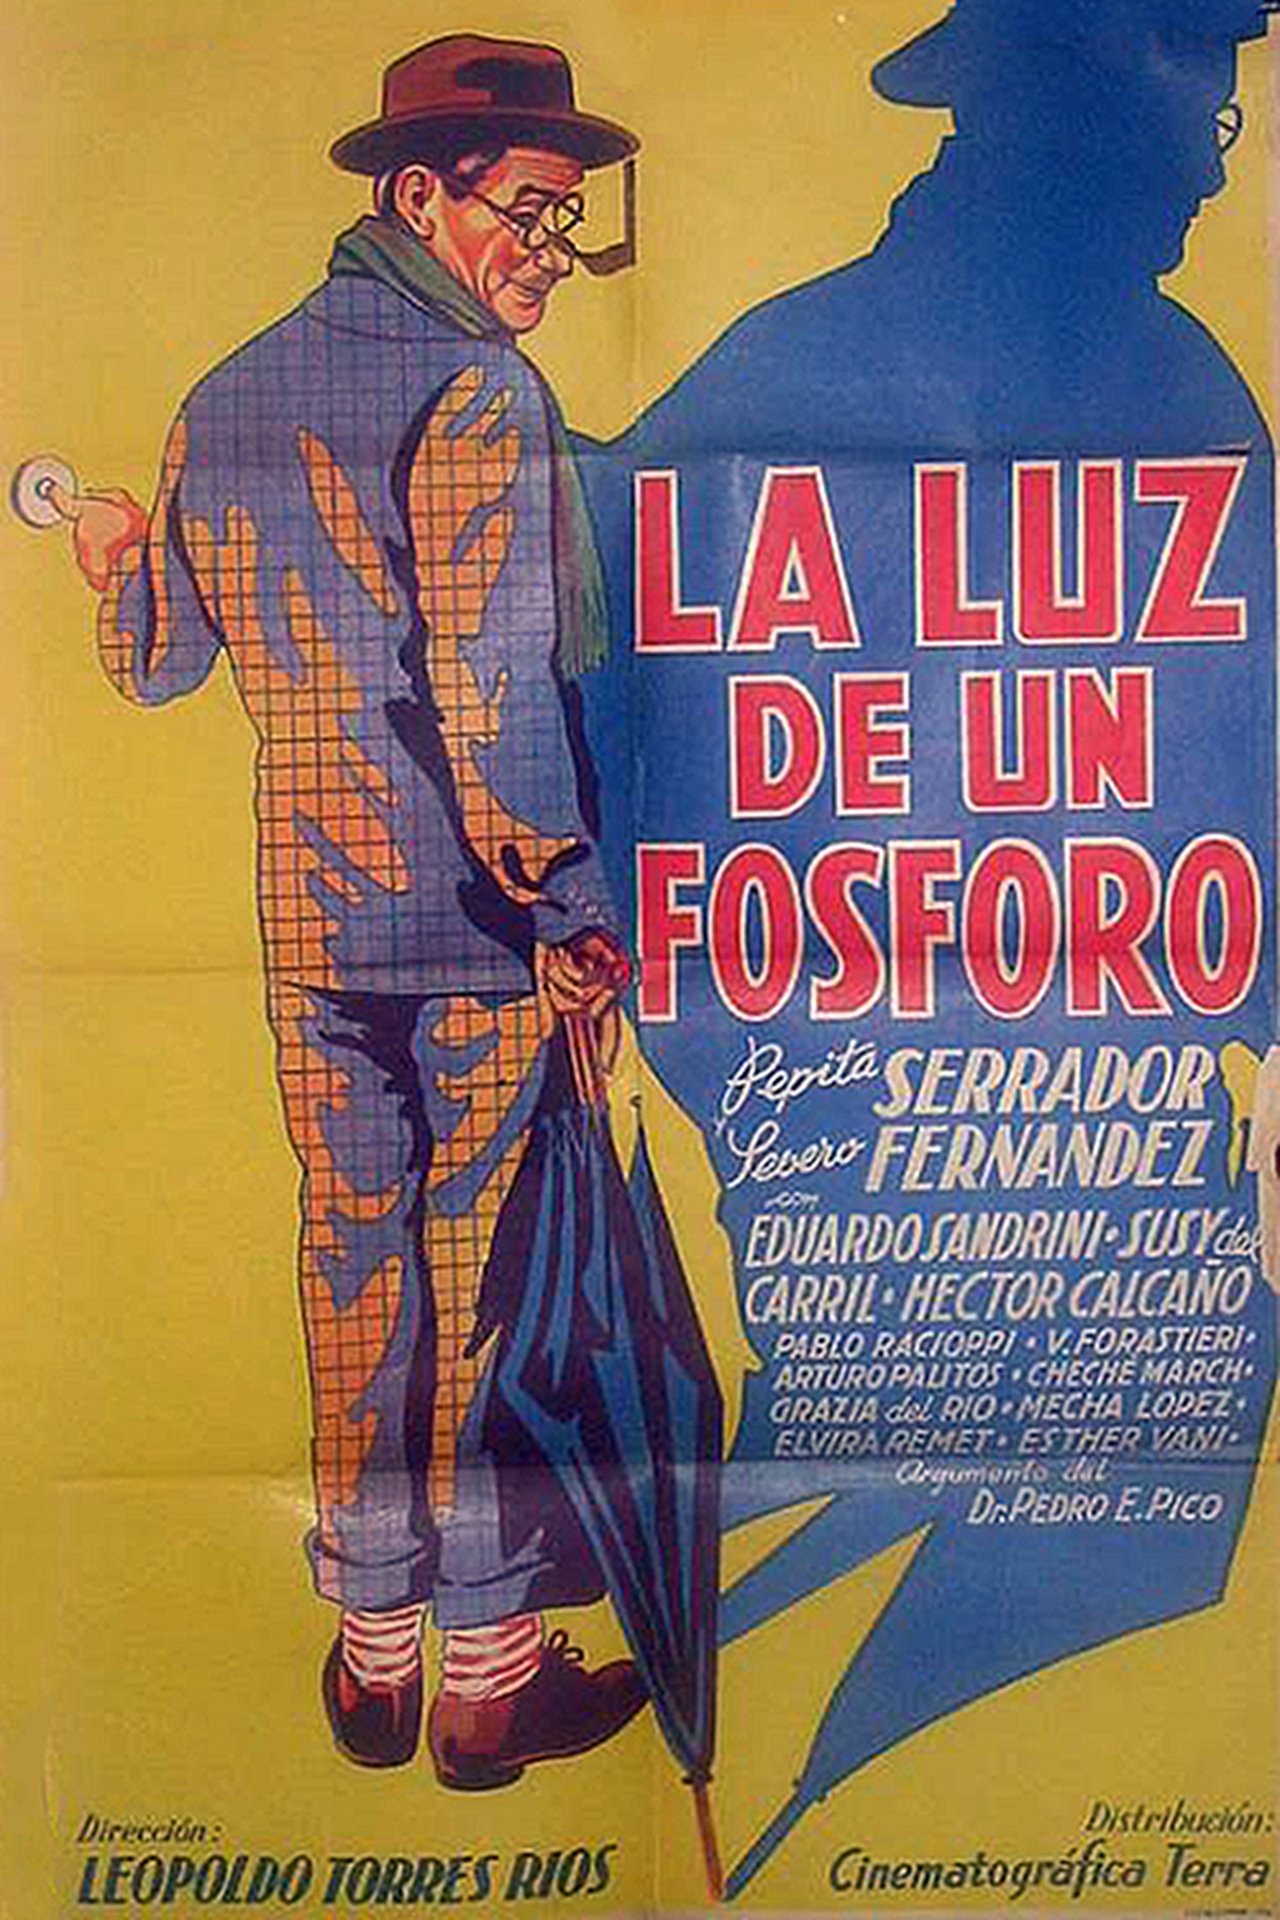 LA LUZ
DE UN
FOSFORO
Pepita SERRADOR
y Severo FERNANDEZ
con
EDUARDO SANDRINI • SUSY del
CARRIL • HECTOR CALCAÑO
PABLO RACIOPPI • V. FORASTIERI •
ARTURO PALITOS • CHECHE MARCH •
GRAZIA del RIO • MECHA LOPEZ •
ELVIRA REMET • ESTHER VANI •
Argumento del
Dr. PEDRO E. PICO
Dirección:
LEOPOLDO TORRES RIOS
Distribución:
Cinematográfica Terra